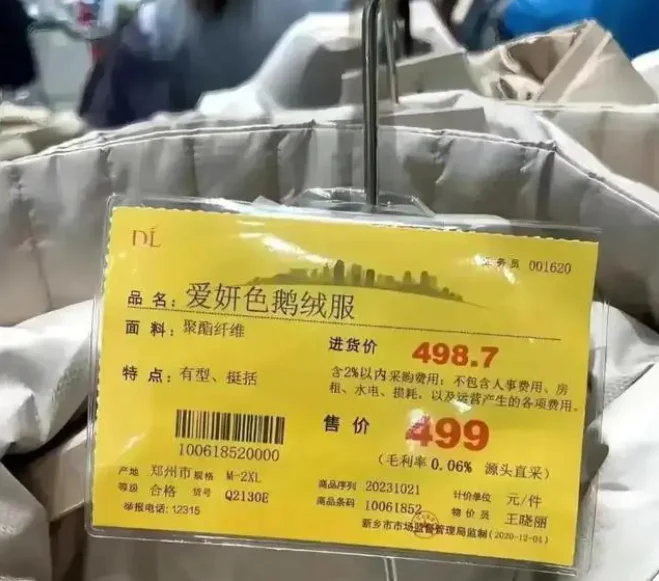 DL
务员 001620
品名：爱妍色鹅绒服
面料：聚酯纤维
进货价 498.7
含2%以内采购费用；不包含人事费用、房
租、水电、损耗，以及运营产生的各项费用。
特点：有型、挺括
售价 499
(毛利率 0.06% 源头直采)
100618520000
产地 郑州市 规格 M-2XL
商品序列 20231021 计价单位 元/件
等级 合格 货号 Q2130E
商品条码 10061852 物价员 王晓丽
举报电话:12315
新乡市市场监督管理局监制(2020-12-04)